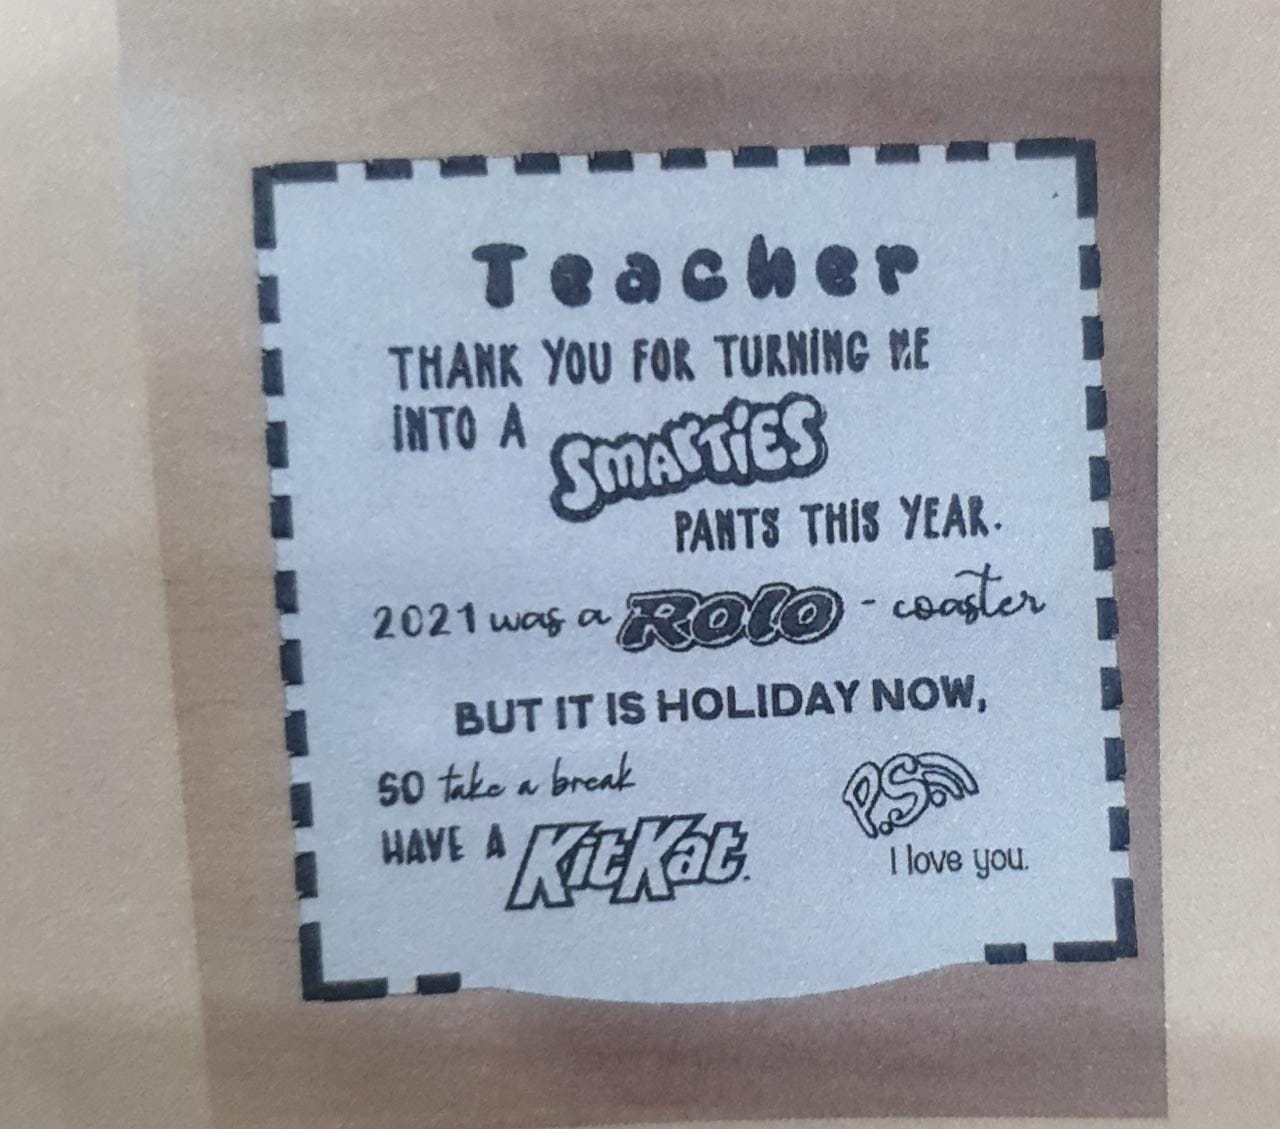 Teacher
THANK YOU FOR TURNING ME
INTO A SMARTIES
PANTS THIS YEAR.
2021 was a ROLO - coaster
BUT IT IS HOLIDAY NOW,
SO take a break
HAVE A KitKat.
P.S.
I love you.